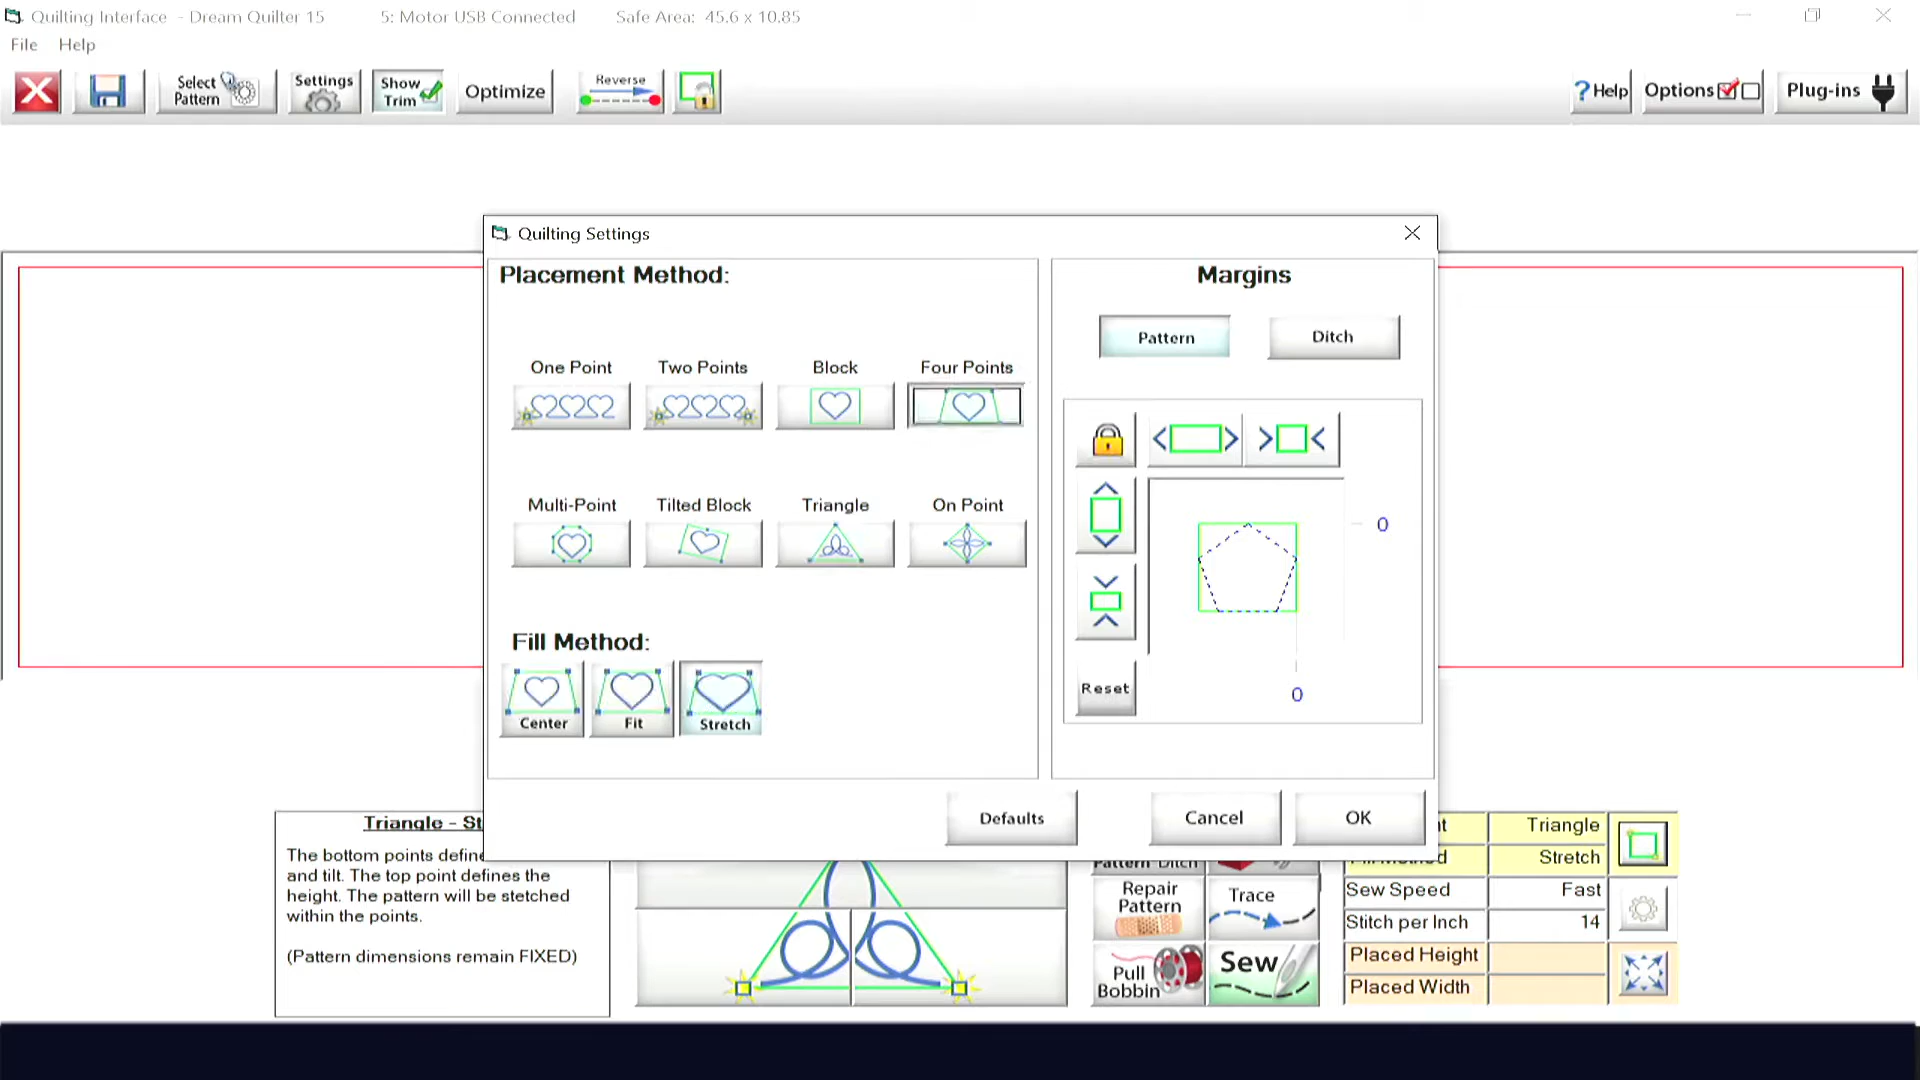 Quilting Interface - Dream Quilter 15 5: Motor USB Connected Safe Area: 45.6 x 10.85
File Help
Select Pattern
Settings
Show Trim
Optimize
Reverse
? Help
Options
Plug-ins
Quilting Settings
Placement Method:
One Point Two Points Block Four Points
Multi-Point Tilted Block Triangle On Point
Fill Method:
Center Fit Stretch
Margins
Pattern Ditch
0
0
Reset
Defaults Cancel OK
Triangle - St
The bottom points define
and tilt. The top point defines the
height. The pattern will be stetched
within the points.
(Pattern dimensions remain FIXED)
Pattern Ditch
Repair
Pattern
Trace
Pull
Bobbin
Sew
Triangle
Stretch
Sew Speed Fast
Stitch per Inch 14
Placed Height
Placed Width